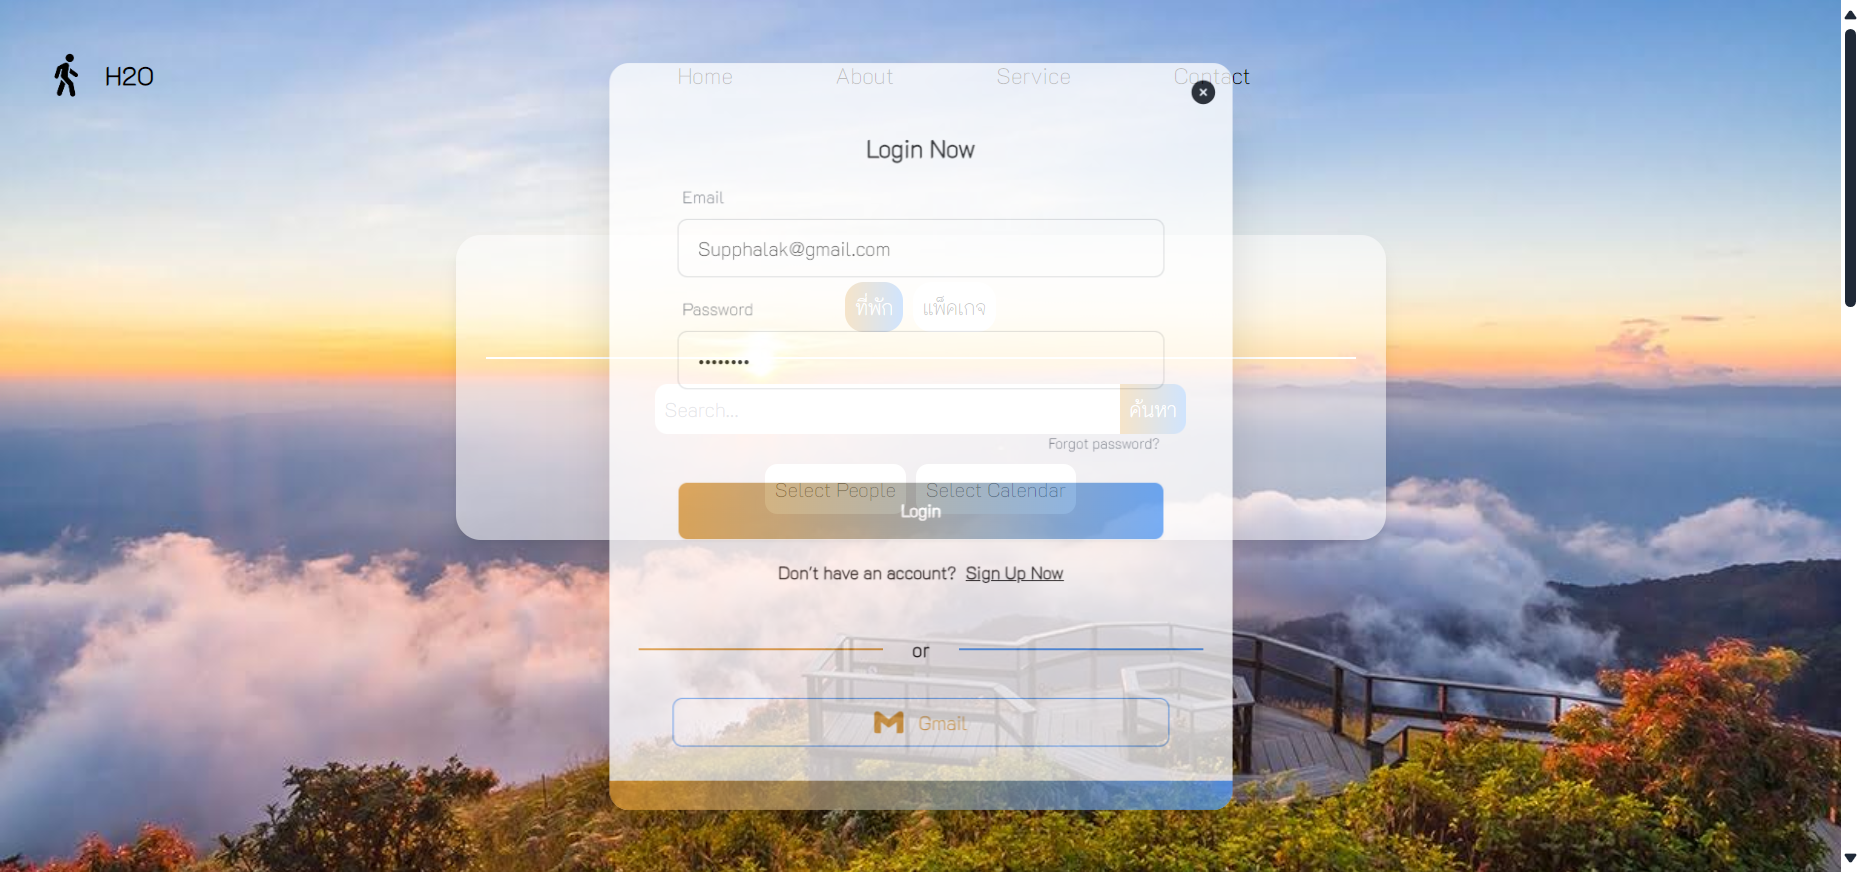 H2O
Home About Service Contact
Login Now
Email
Supphalak@gmail.com
ที่พัก แพ็คเกจ
Password
••••••••
Search... ค้นหา
Forgot password?
Select People Select Calendar
Login
Don't have an account? Sign Up Now
or
Gmail